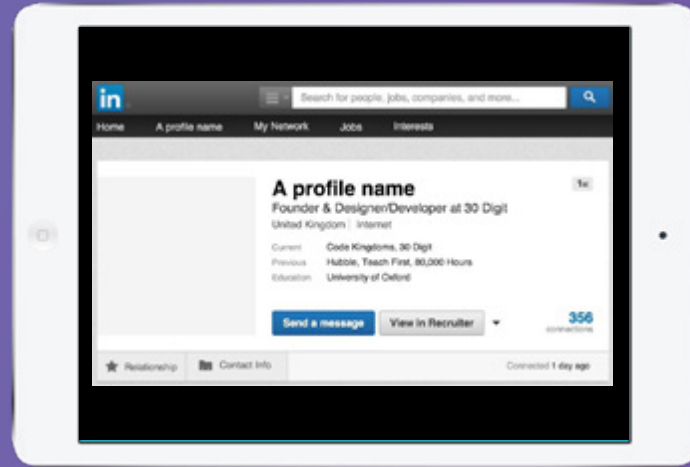 in
Search for people, jobs, companies, and more...
Home A profile name My Network Jobs Interests
A profile name
1st
Founder & Designer/Developer at 30 Digit
United Kingdom | Internet
Current Code Kingdoms, 30 Digit
Previous Hubble, Teach First, 80,000 Hours
Education University of Oxford
Send a message View in Recruiter
356
connections
Relationship Contact Info Connected 1 day ago